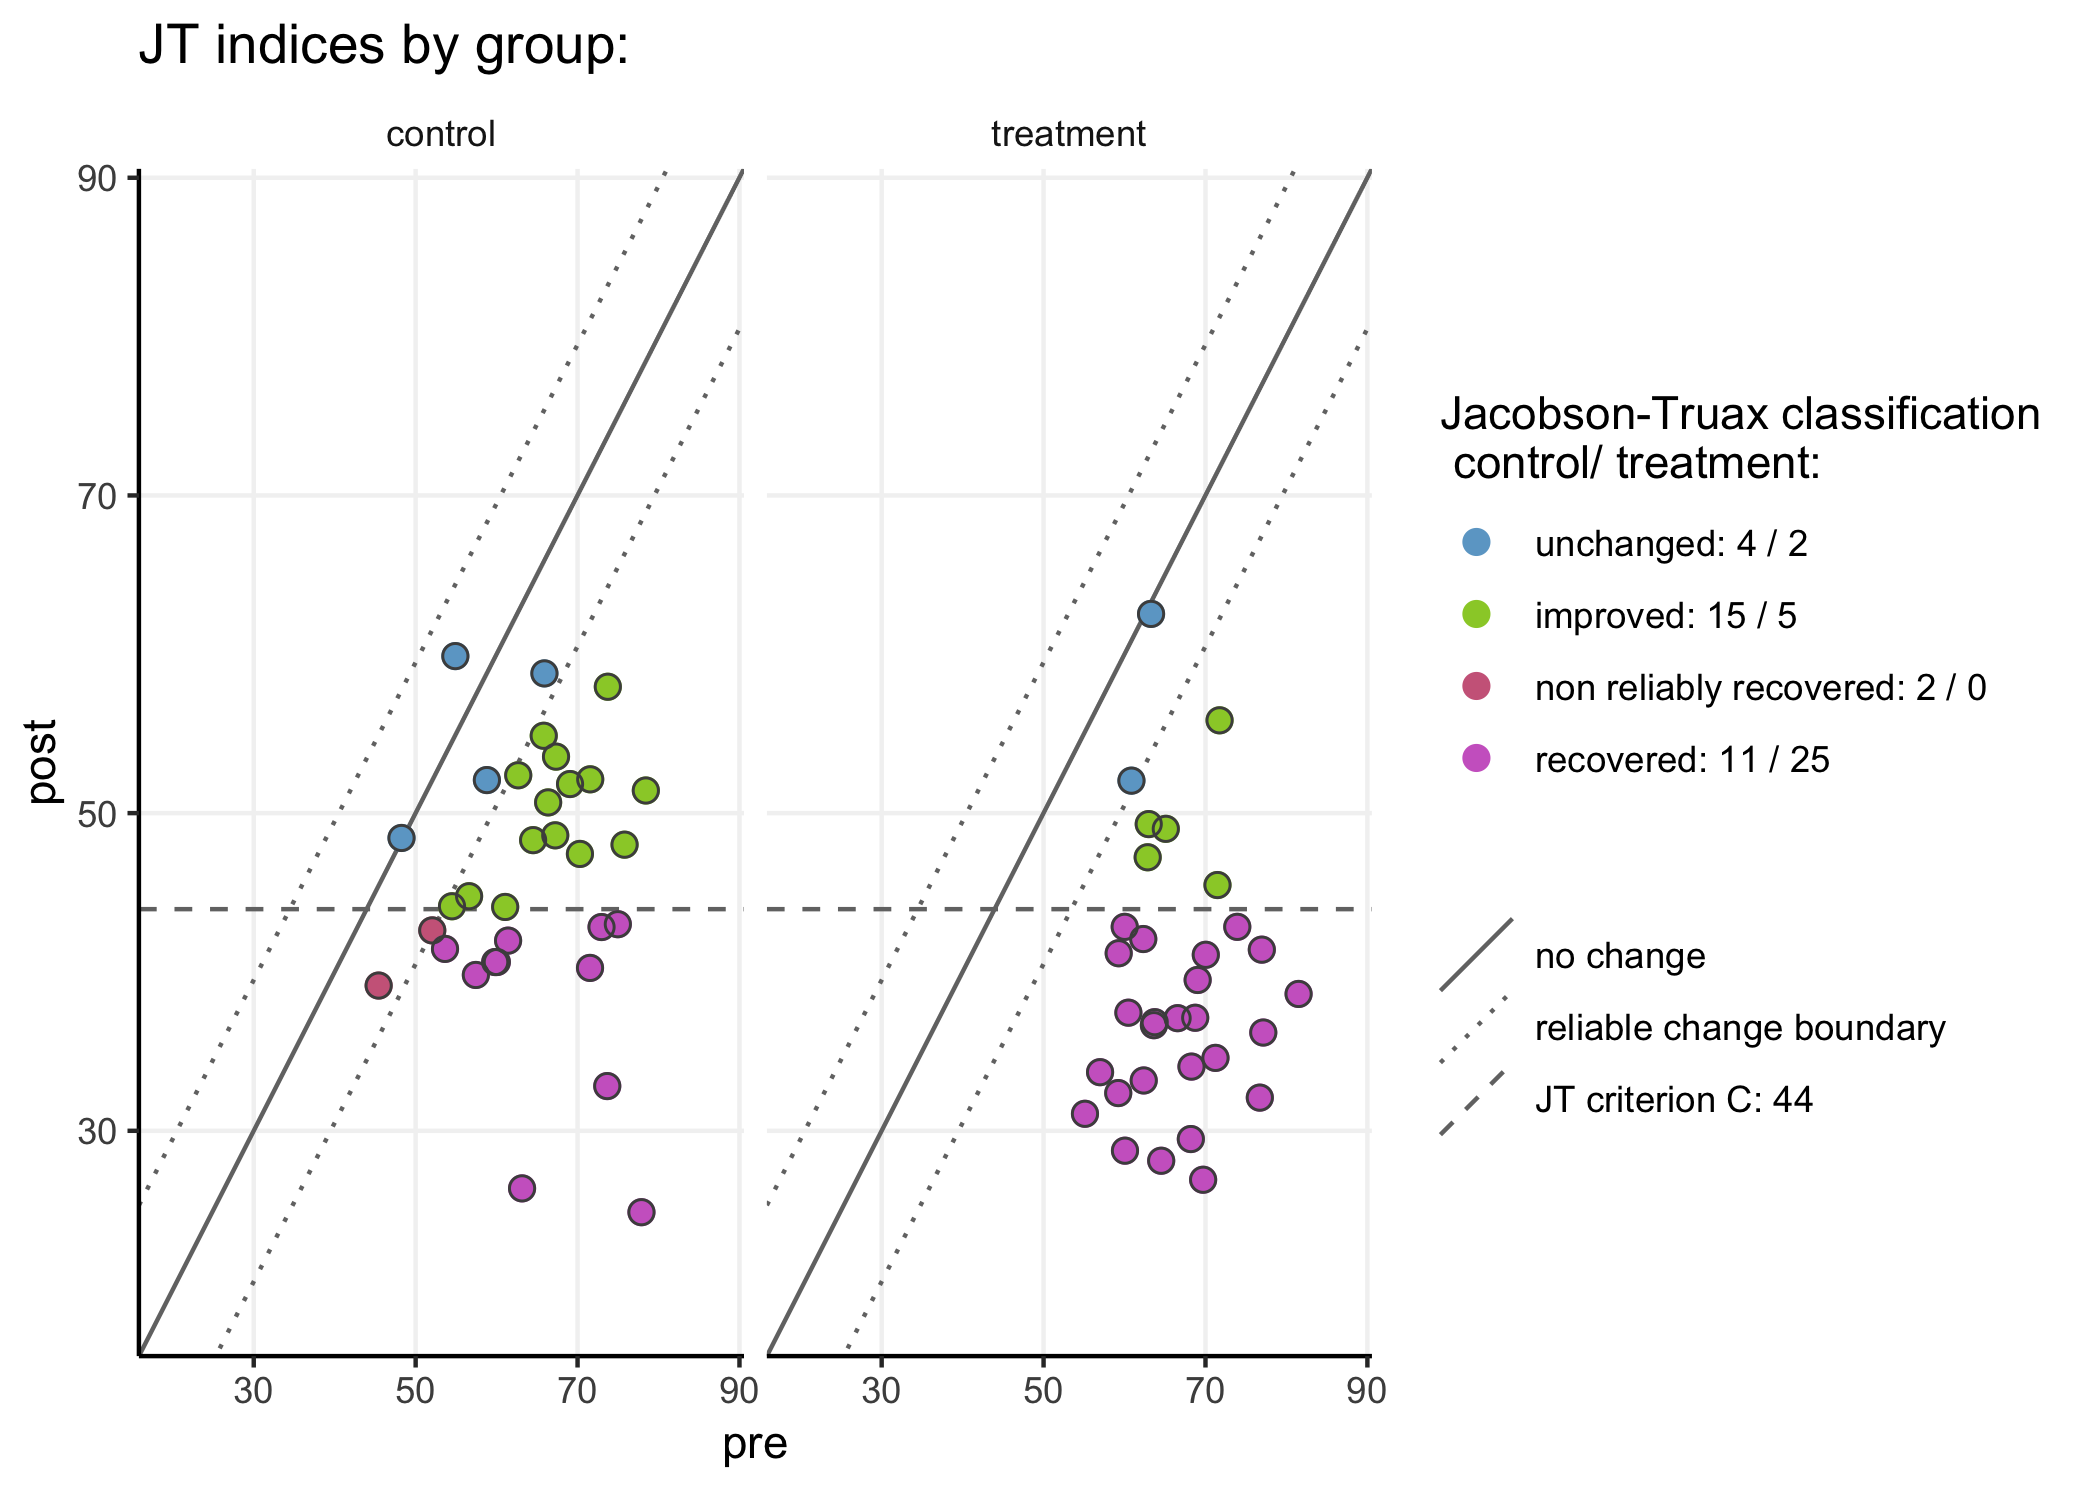 JT indices by group:
control
treatment
90
70
50
30
post
30
50
70
90
30
50
70
90
pre
Jacobson-Truax classification
control/ treatment:
unchanged: 4 / 2
improved: 15 / 5
non reliably recovered: 2 / 0
recovered: 11 / 25
no change
reliable change boundary
JT criterion C: 44